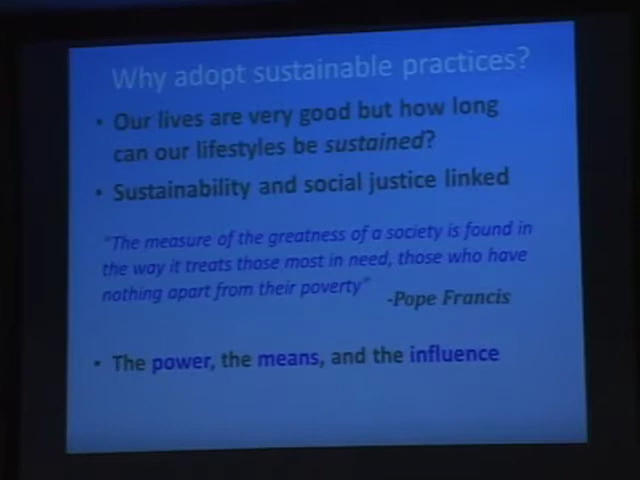 Why adopt sustainable practices?
• Our lives are very good but how long
can our lifestyles be sustained?
• Sustainability and social justice linked
"The measure of the greatness of a society is found in
the way it treats those most in need, those who have
nothing apart from their poverty"
-Pope Francis
• The power, the means, and the influence